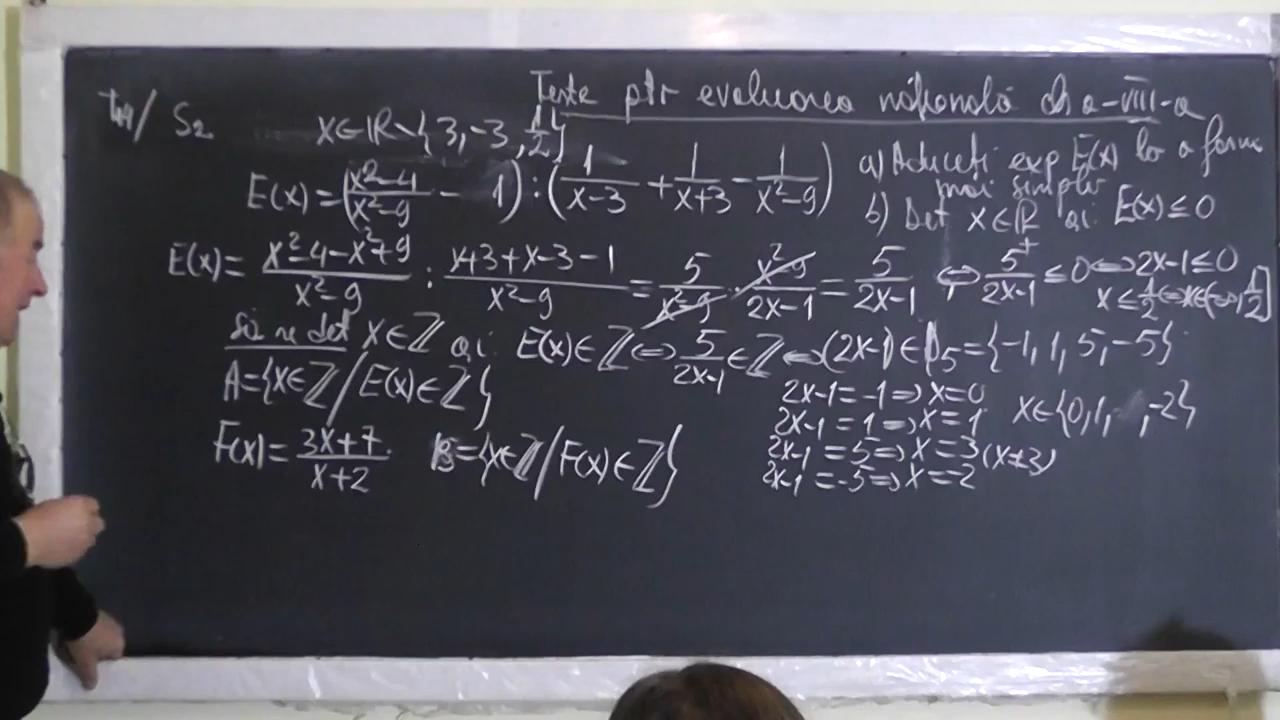 Teste ptr evaluarea națională cls a-VIII-a
T49/ S2
x∈ℝ\{3,-3,1/2}
E(x)=((x²-4)/(x²-9) - 1):(1/(x-3) + 1/(x+3) - 1/(x²-9))
a) Aduceți exp E(x) la o formă
mai simplă
b) Det x∈ℝ aî E(x)≤0
E(x)= (x²-4-x²+9)/(x²-9) : (x+3+x-3-1)/(x²-9) = 5/(x²-9) · (x²-9)/(2x-1) = 5/(2x-1) ⇔ 5⁺/(2x-1) ≤0 ⇔ 2x-1≤0
x≤1/2 ⇔ x∈(-∞,1/2]
să se det x∈ℤ aî E(x)∈ℤ ⇔ 5/(2x-1) ∈ℤ ⇔ (2x-1)∈D₅={-1,1,5,-5}
A={x∈ℤ/E(x)∈ℤ}
2x-1=-1⇒x=0
2x-1=1⇒x=1
2x-1=5⇒x=3(x≠3)
2x-1=-5⇒x=-2
x∈{0,1, ,-2}
F(x)= (3x+7)/(x+2) B={x∈ℤ/F(x)∈ℤ}